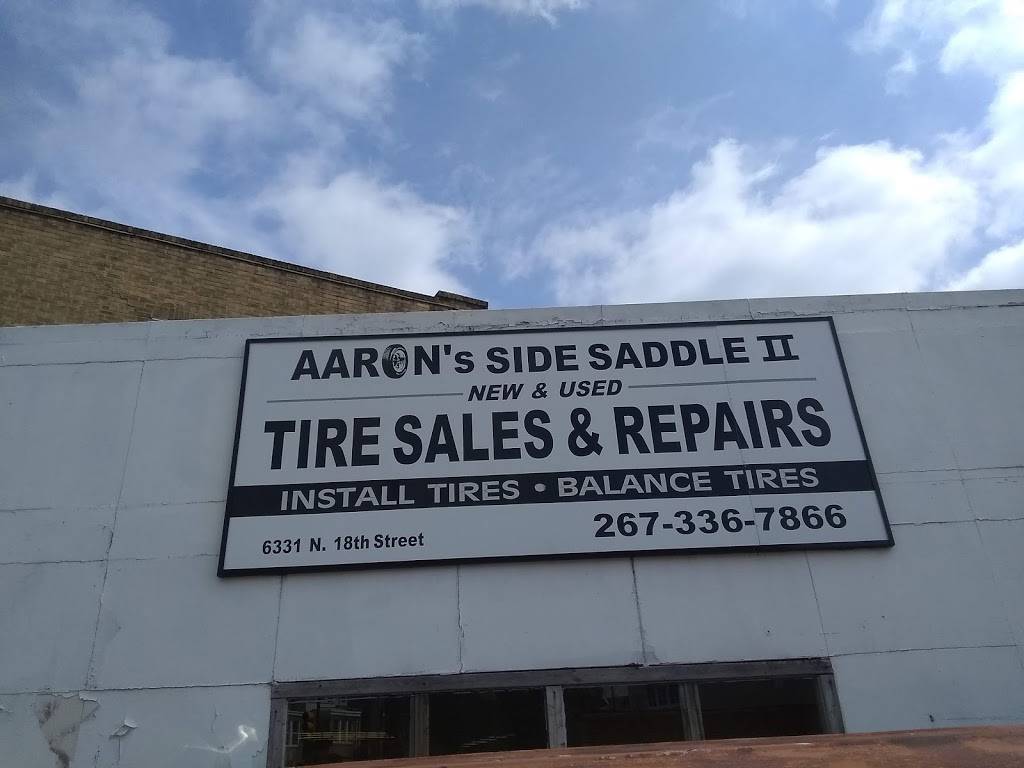 AARON's SIDE SADDLE II
NEW & USED
TIRE SALES & REPAIRS
INSTALL TIRES • BALANCE TIRES
6331 N. 18th Street 267-336-7866